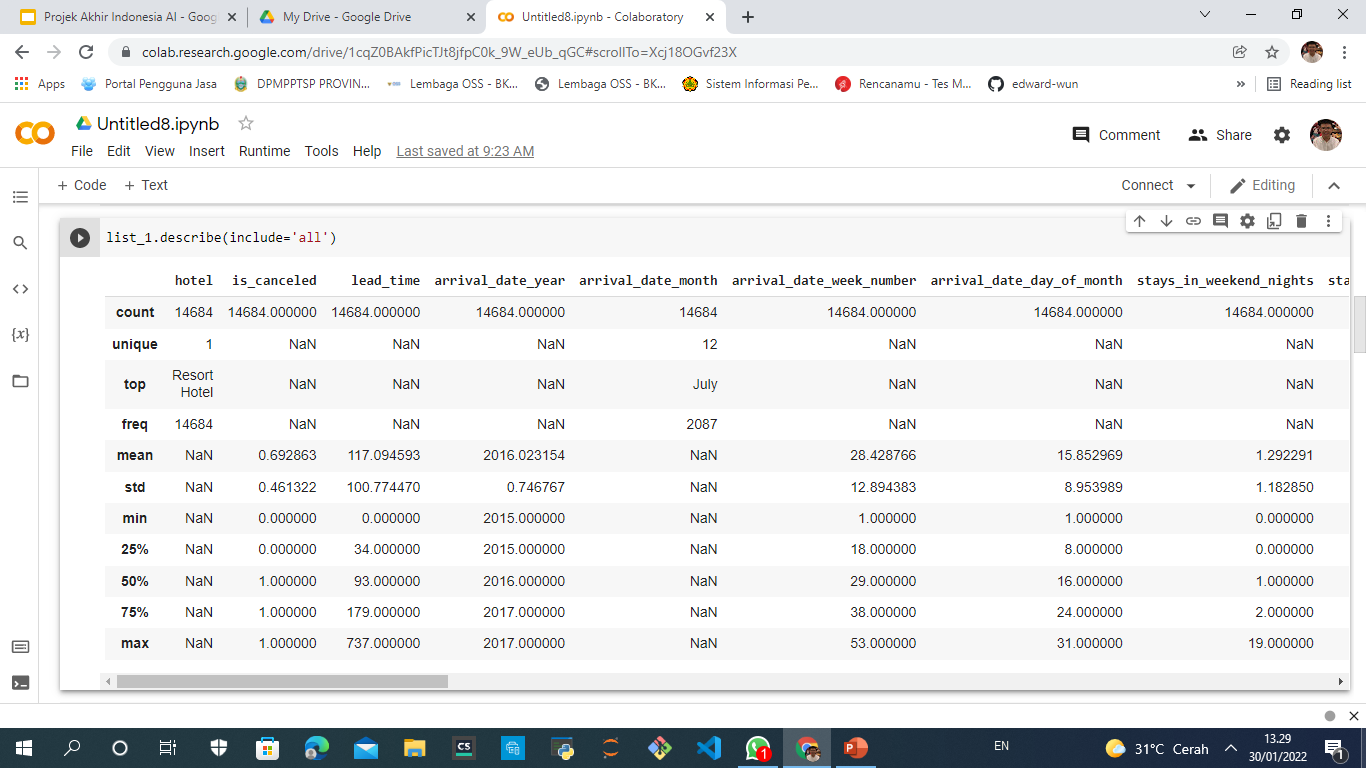 Projek Akhir Indonesia AI - Goog
My Drive - Google Drive
Untitled8.ipynb - Colaboratory
colab.research.google.com/drive/1cqZ0BAkfPicTJt8jfpC0k_9W_eUb_qGC#scrollTo=Xcj18OGvf23X
Apps Portal Pengguna Jasa DPMPPTSP PROVIN... Lembaga OSS - BK... Lembaga OSS - BK... Sistem Informasi Pe... Rencanamu - Tes M... edward-wun » Reading list
Untitled8.ipynb
Comment Share
File Edit View Insert Runtime Tools Help Last saved at 9:23 AM
+ Code + Text Connect Editing
list_1.describe(include='all')
hotel is_canceled lead_time arrival_date_year arrival_date_month arrival_date_week_number arrival_date_day_of_month stays_in_weekend_nights sta
count 14684 14684.000000 14684.000000 14684.000000 14684 14684.000000 14684.000000 14684.000000
unique 1 NaN NaN NaN 12 NaN NaN NaN
top Resort Hotel NaN NaN NaN July NaN NaN NaN
freq 14684 NaN NaN NaN 2087 NaN NaN NaN
mean NaN 0.692863 117.094593 2016.023154 NaN 28.428766 15.852969 1.292291
std NaN 0.461322 100.774470 0.746767 NaN 12.894383 8.953989 1.182850
min NaN 0.000000 0.000000 2015.000000 NaN 1.000000 1.000000 0.000000
25% NaN 0.000000 34.000000 2015.000000 NaN 18.000000 8.000000 0.000000
50% NaN 1.000000 93.000000 2016.000000 NaN 29.000000 16.000000 1.000000
75% NaN 1.000000 179.000000 2017.000000 NaN 38.000000 24.000000 2.000000
max NaN 1.000000 737.000000 2017.000000 NaN 53.000000 31.000000 19.000000
CS 1 P EN 31°C Cerah 13.29
30/01/2022 1